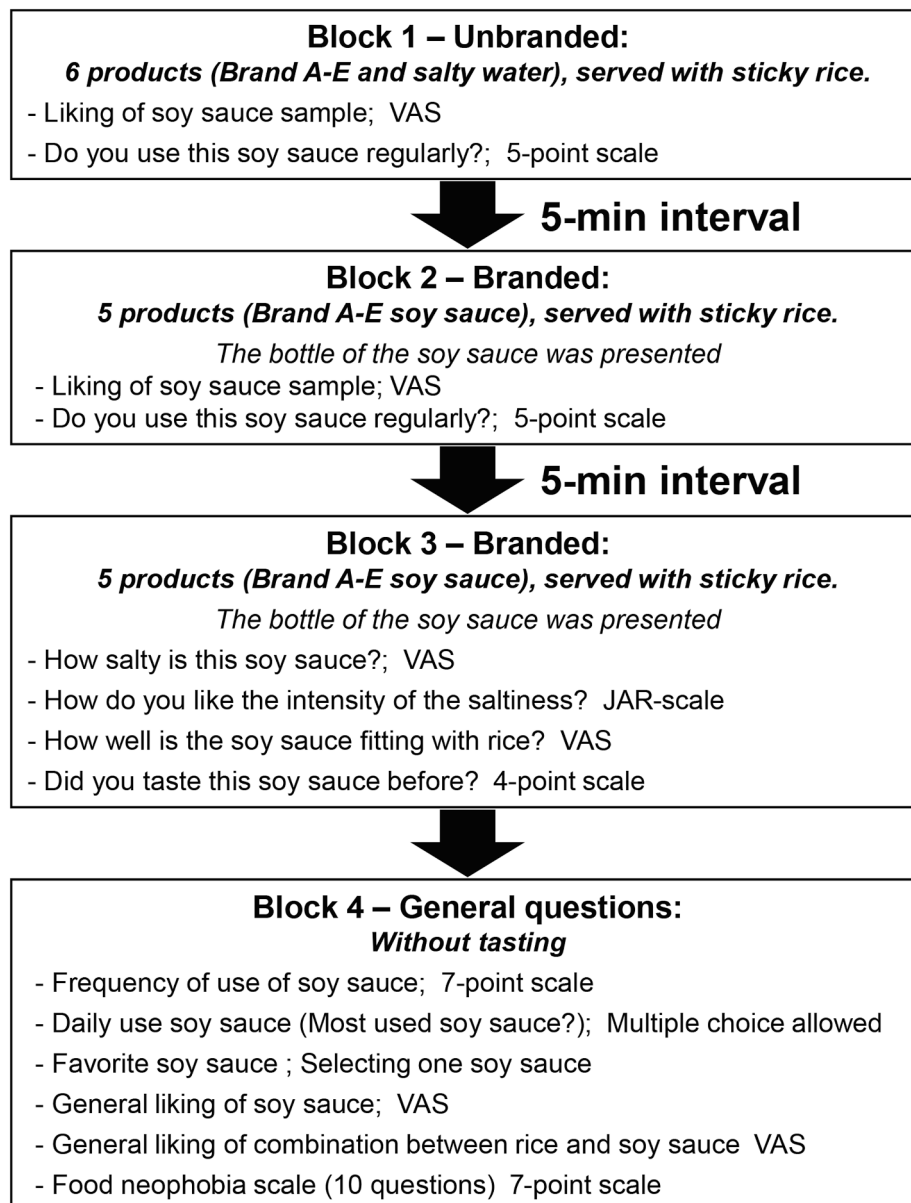 Block 1 – Unbranded:
6 products (Brand A-E and salty water), served with sticky rice.
- Liking of soy sauce sample; VAS
- Do you use this soy sauce regularly?; 5-point scale
5-min interval
Block 2 – Branded:
5 products (Brand A-E soy sauce), served with sticky rice.
The bottle of the soy sauce was presented
- Liking of soy sauce sample; VAS
- Do you use this soy sauce regularly?; 5-point scale
5-min interval
Block 3 – Branded:
5 products (Brand A-E soy sauce), served with sticky rice.
The bottle of the soy sauce was presented
- How salty is this soy sauce?; VAS
- How do you like the intensity of the saltiness? JAR-scale
- How well is the soy sauce fitting with rice? VAS
- Did you taste this soy sauce before? 4-point scale
Block 4 – General questions:
Without tasting
- Frequency of use of soy sauce; 7-point scale
- Daily use soy sauce (Most used soy sauce?); Multiple choice allowed
- Favorite soy sauce ; Selecting one soy sauce
- General liking of soy sauce; VAS
- General liking of combination between rice and soy sauce VAS
- Food neophobia scale (10 questions) 7-point scale